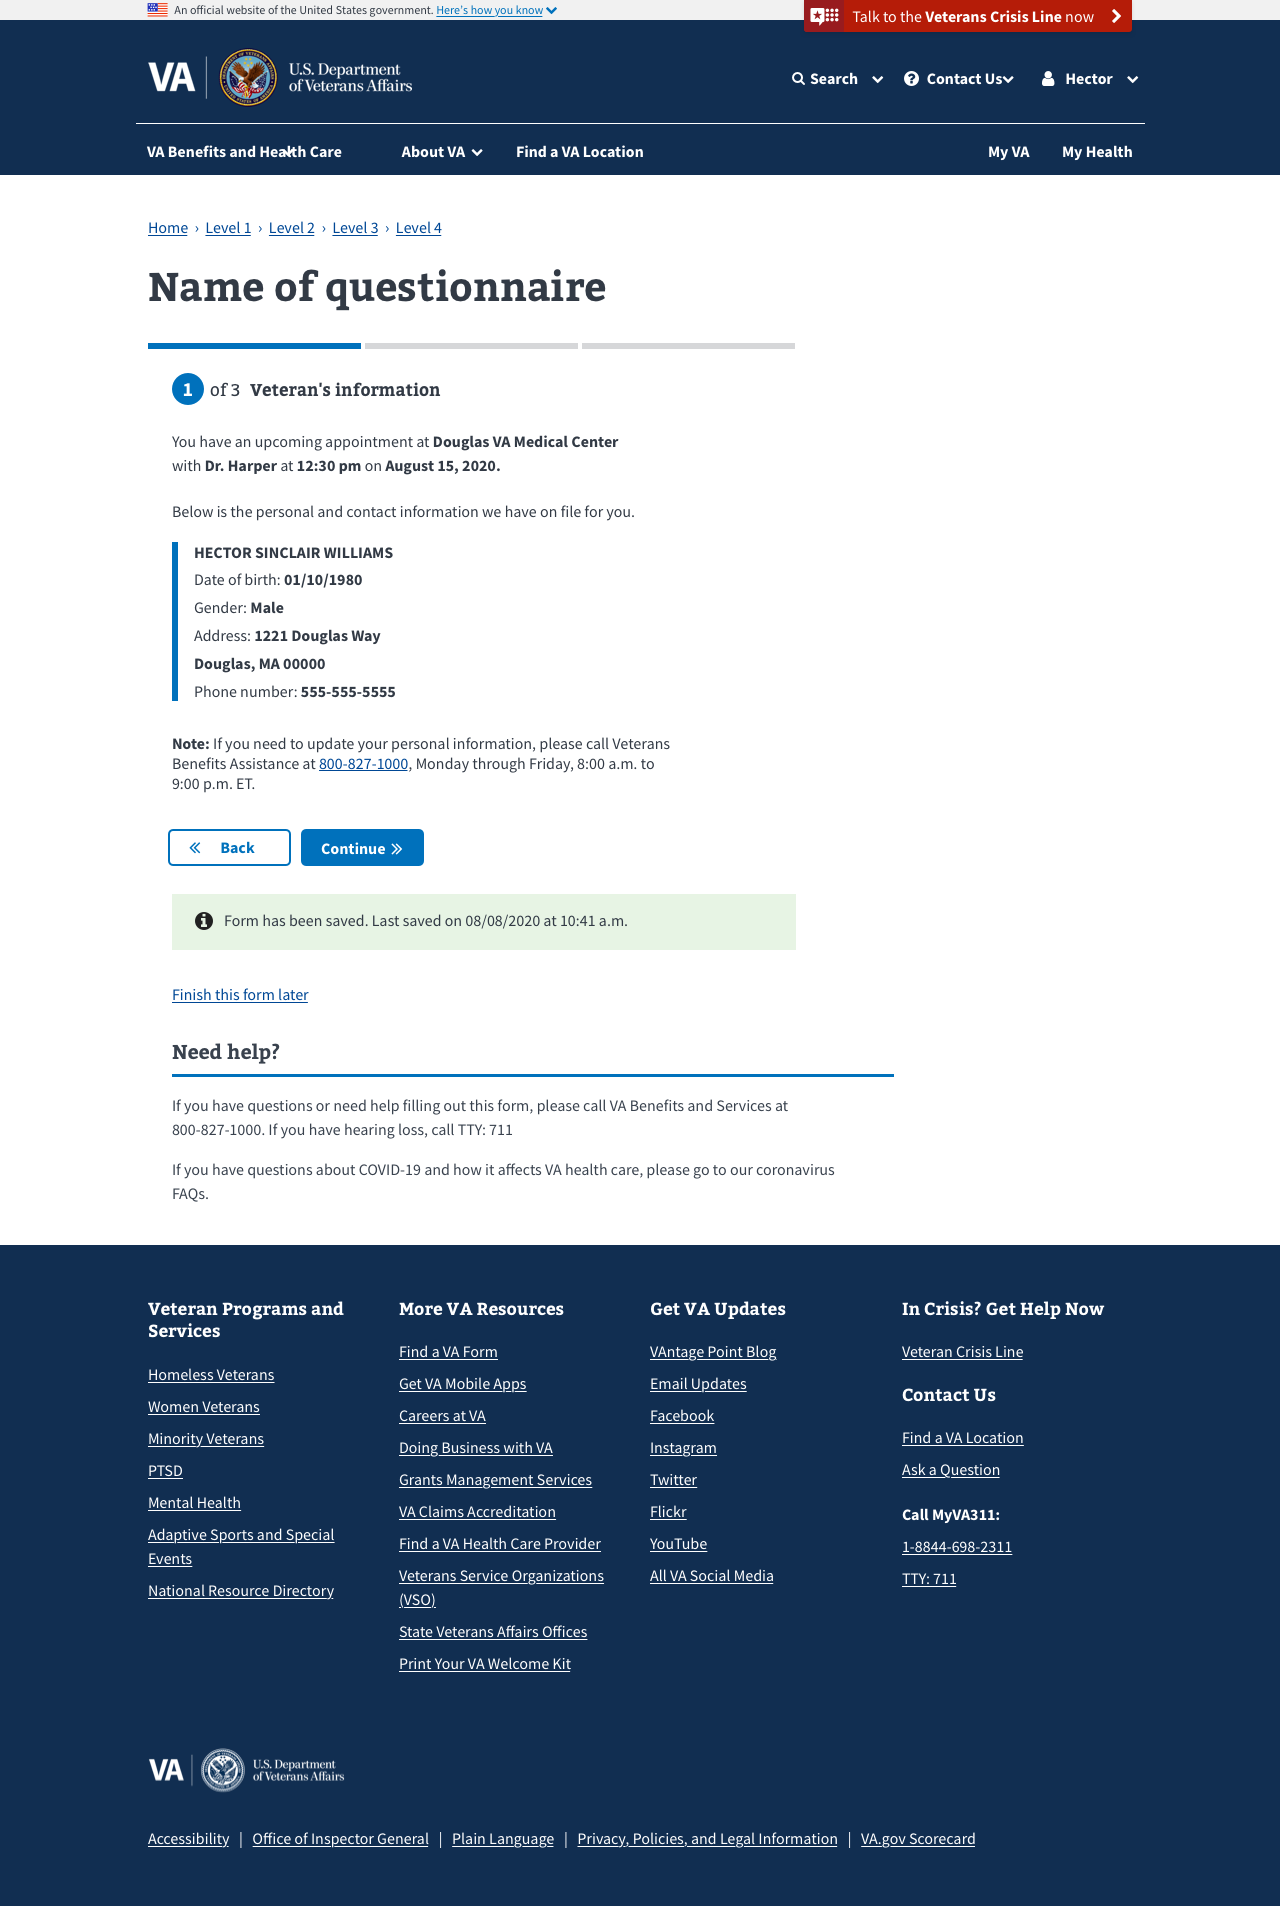 An official website of the United States government. Here's how you know
Talk to the Veterans Crisis Line now
VA
U.S. Department
of Veterans Affairs
Search
Contact Us
Hector
VA Benefits and Health Care
About VA
Find a VA Location
My VA
My Health
Home › Level 1 › Level 2 › Level 3 › Level 4
Name of questionnaire
1 of 3 Veteran's information
You have an upcoming appointment at Douglas VA Medical Center
with Dr. Harper at 12:30 pm on August 15, 2020.
Below is the personal and contact information we have on file for you.
HECTOR SINCLAIR WILLIAMS
Date of birth: 01/10/1980
Gender: Male
Address: 1221 Douglas Way
Douglas, MA 00000
Phone number: 555-555-5555
Note: If you need to update your personal information, please call Veterans
Benefits Assistance at 800-827-1000, Monday through Friday, 8:00 a.m. to
9:00 p.m. ET.
Back
Continue
Form has been saved. Last saved on 08/08/2020 at 10:41 a.m.
Finish this form later
Need help?
If you have questions or need help filling out this form, please call VA Benefits and Services at
800-827-1000. If you have hearing loss, call TTY: 711
If you have questions about COVID-19 and how it affects VA health care, please go to our coronavirus
FAQs.
Veteran Programs and
Services
Homeless Veterans
Women Veterans
Minority Veterans
PTSD
Mental Health
Adaptive Sports and Special
Events
National Resource Directory
More VA Resources
Find a VA Form
Get VA Mobile Apps
Careers at VA
Doing Business with VA
Grants Management Services
VA Claims Accreditation
Find a VA Health Care Provider
Veterans Service Organizations
(VSO)
State Veterans Affairs Offices
Print Your VA Welcome Kit
Get VA Updates
VAntage Point Blog
Email Updates
Facebook
Instagram
Twitter
Flickr
YouTube
All VA Social Media
In Crisis? Get Help Now
Veteran Crisis Line
Contact Us
Find a VA Location
Ask a Question
Call MyVA311:
1-8844-698-2311
TTY: 711
VA
U.S. Department
of Veterans Affairs
Accessibility | Office of Inspector General | Plain Language | Privacy, Policies, and Legal Information | VA.gov Scorecard